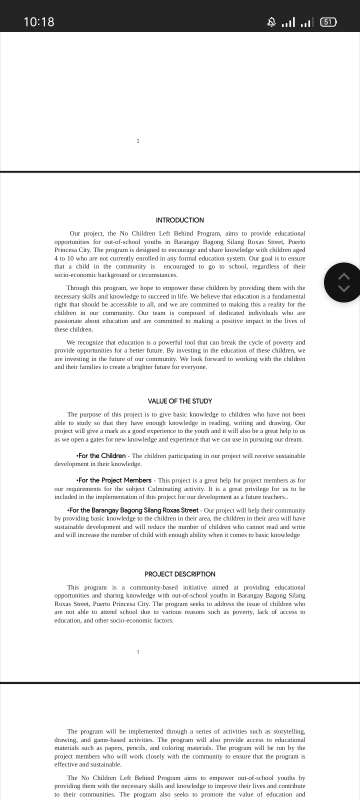 10:18
51
2
INTRODUCTION
Our project, the No Children Left Behind Program, aims to provide educational
opportunities for out-of-school youths in Barangay Bagong Silang Roxas Street, Puerto
Princesa City. The program is designed to encourage and share knowledge with children aged
4 to 10 who are not currently enrolled in any formal education system. Our goal is to ensure
that a child in the community is encouraged to go to school, regardless of their
socio-economic background or circumstances.
Through this program, we hope to empower these children by providing them with the
necessary skills and knowledge to succeed in life. We believe that education is a fundamental
right that should be accessible to all, and we are committed to making this a reality for the
children in our community. Our team is composed of dedicated individuals who are
passionate about education and are committed to making a positive impact in the lives of
these children.
We recognize that education is a powerful tool that can break the cycle of poverty and
provide opportunities for a better future. By investing in the education of these children, we
are investing in the future of our community. We look forward to working with the children
and their families to create a brighter future for everyone.
VALUE OF THE STUDY
The purpose of this project is to give basic knowledge to children who have not been
able to study so that they have enough knowledge in reading, writing and drawing. Our
project will give a mark as a good experience to the youth and it will also be a great help to us
as we open a gates for new knowledge and experience that we can use in pursuing our dream.
•For the Children - The children participating in our project will receive sustainable
development in their knowledge.
•For the Project Members - This project is a great help for project members as for
our requirements for the subject Culminating activity. It is a great privilege for us to be
included in the implementation of this project for our development as a future teachers..
•For the Barangay Bagong Silang Roxas Street - Our project will help their community
by providing basic knowledge to the children in their area, the children in their area will have
sustainable development and will reduce the number of children who cannot read and write
and will increase the number of child with enough ability when it comes to basic knowledge
PROJECT DESCRIPTION
This program is a community-based initiative aimed at providing educational
opportunities and sharing knowledge with out-of-school youths in Barangay Bagong Silang
Roxas Street, Puerto Princesa City. The program seeks to address the issue of children who
are not able to attend school due to various reasons such as poverty, lack of access to
education, and other socio-economic factors.
The program will be implemented through a series of activities such as storytelling,
drawing, and game-based activities. The program will also provide access to educational
materials such as papers, pencils, and coloring materials. The program will be run by the
project members who will work closely with the community to ensure that the program is
effective and sustainable.
The No Children Left Behind Program aims to empower out-of-school youths by
providing them with the necessary skills and knowledge to improve their lives and contribute
to their communities. The program also seeks to promote the value of education and